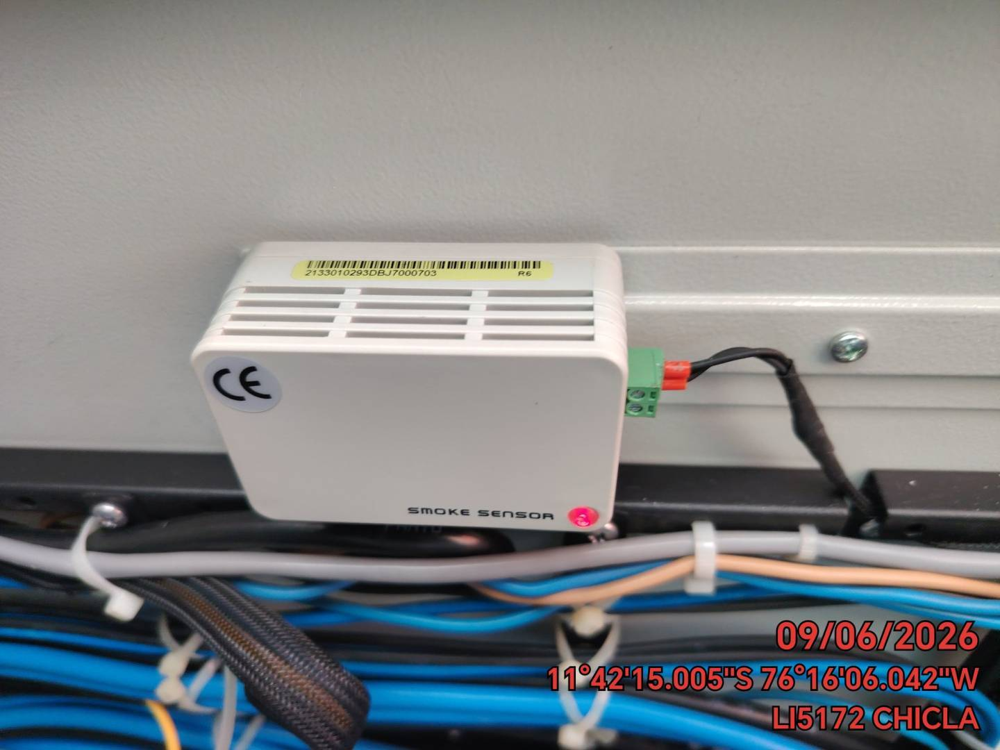 2133010293DBJ7000703 R6
CE
SMOKE SENSOR
09/06/2026
11°42'15.005"S 76°16'06.042"W
LI5172 CHICLA